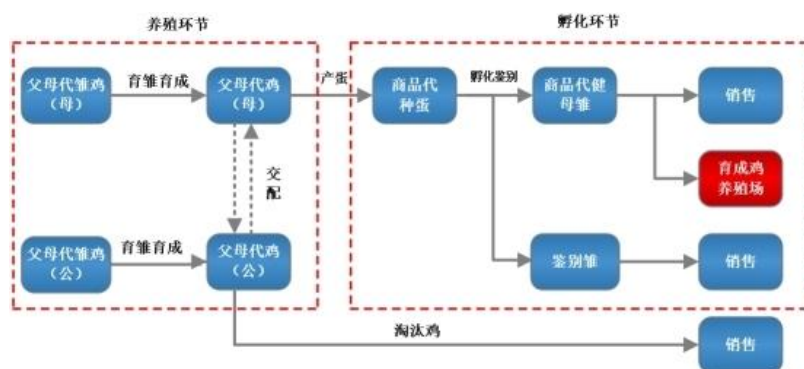 养殖环节
孵化环节
父母代雏鸡
（母）
育雏育成
父母代鸡
（母）
产蛋
商品代
种蛋
孵化鉴别
商品代健
母雏
销售
育成鸡
养殖场
交
配
父母代雏鸡
（公）
育雏育成
父母代鸡
（公）
鉴别雏
销售
淘汰鸡
销售